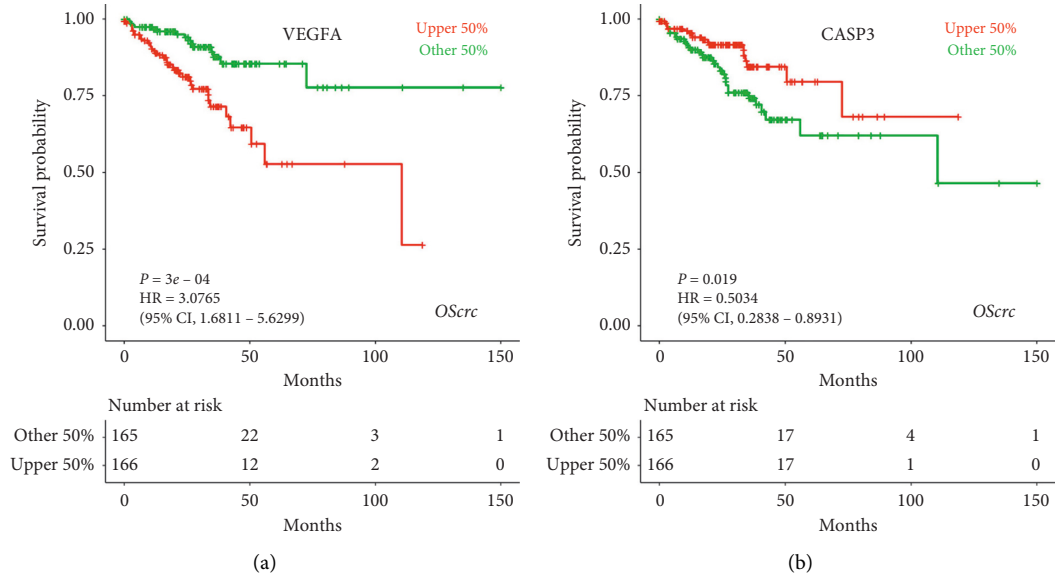 VEGFA
Upper 50%
Other 50%
Survival probability
1.00
0.75
0.50
0.25
0.00
P = 3e – 04
HR = 3.0765
(95% CI, 1.6811 – 5.6299)
OScrc
0 50 100 150
Months
Number at risk
Other 50% 165 22 3 1
Upper 50% 166 12 2 0
0 50 100 150
Months
(a)
CASP3
Upper 50%
Other 50%
Survival probability
1.00
0.75
0.50
0.25
0.00
P = 0.019
HR = 0.5034
(95% CI, 0.2838 – 0.8931)
OScrc
0 50 100 150
Months
Number at risk
Other 50% 165 17 4 1
Upper 50% 166 17 1 0
0 50 100 150
Months
(b)